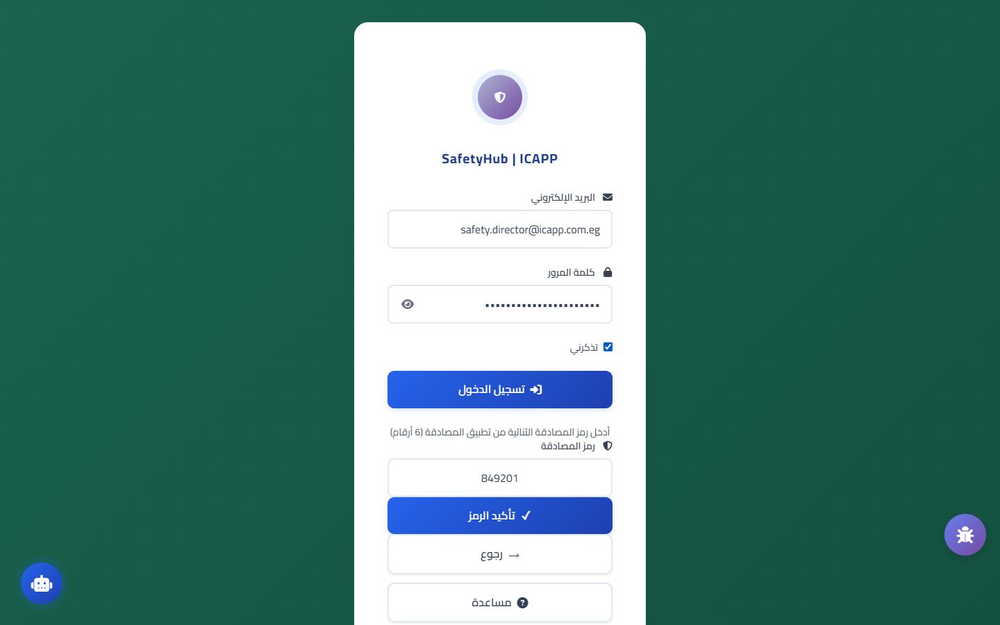 SafetyHub | ICAPP
البريد الإلكتروني
safety.director@icapp.com.eg
كلمة المرور
تذكرني
تسجيل الدخول
أدخل رمز المصادقة الثنائية من تطبيق المصادقة (6 أرقام)
رمز المصادقة
849201
تأكيد الرمز
→ رجوع
مساعدة